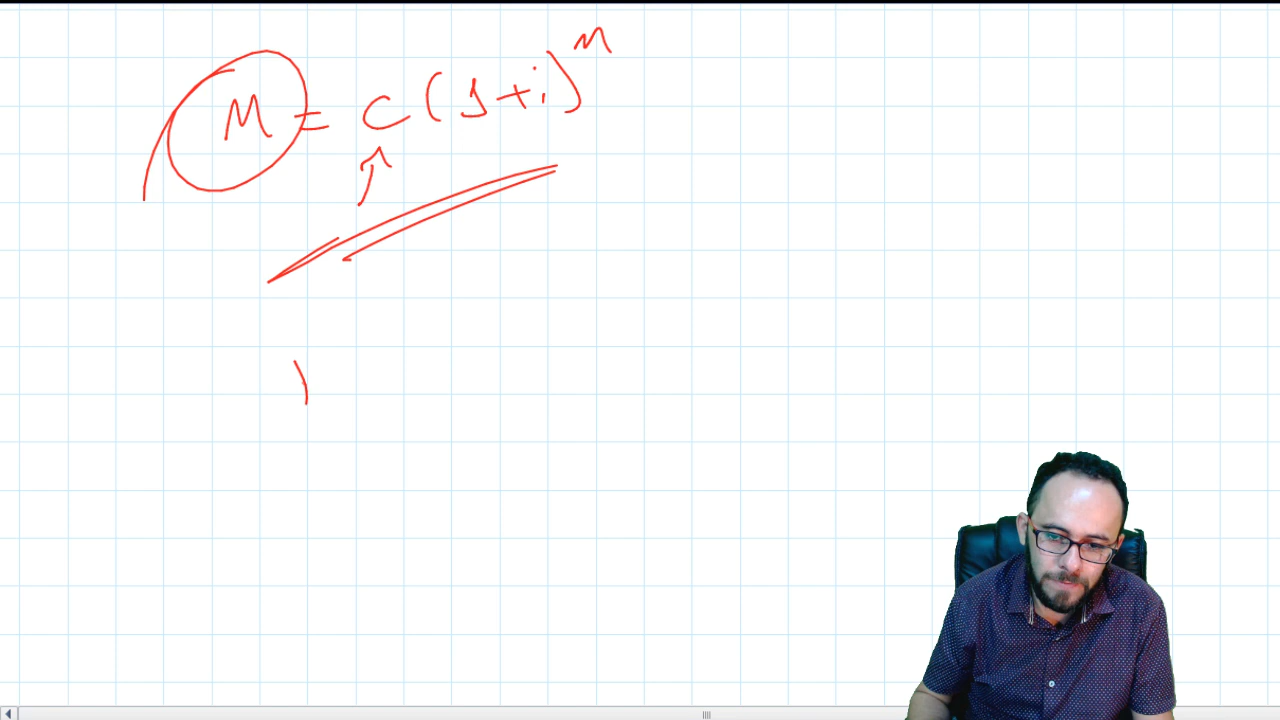 M = C (1+i)^n